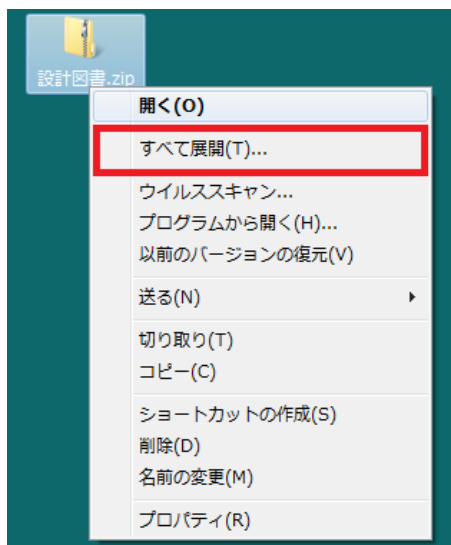 設計図書.zip
開く(O)
すべて展開(T)...
ウイルススキャン...
プログラムから開く(H)...
以前のバージョンの復元(V)
送る(N)
切り取り(T)
コピー(C)
ショートカットの作成(S)
削除(D)
名前の変更(M)
プロパティ(R)